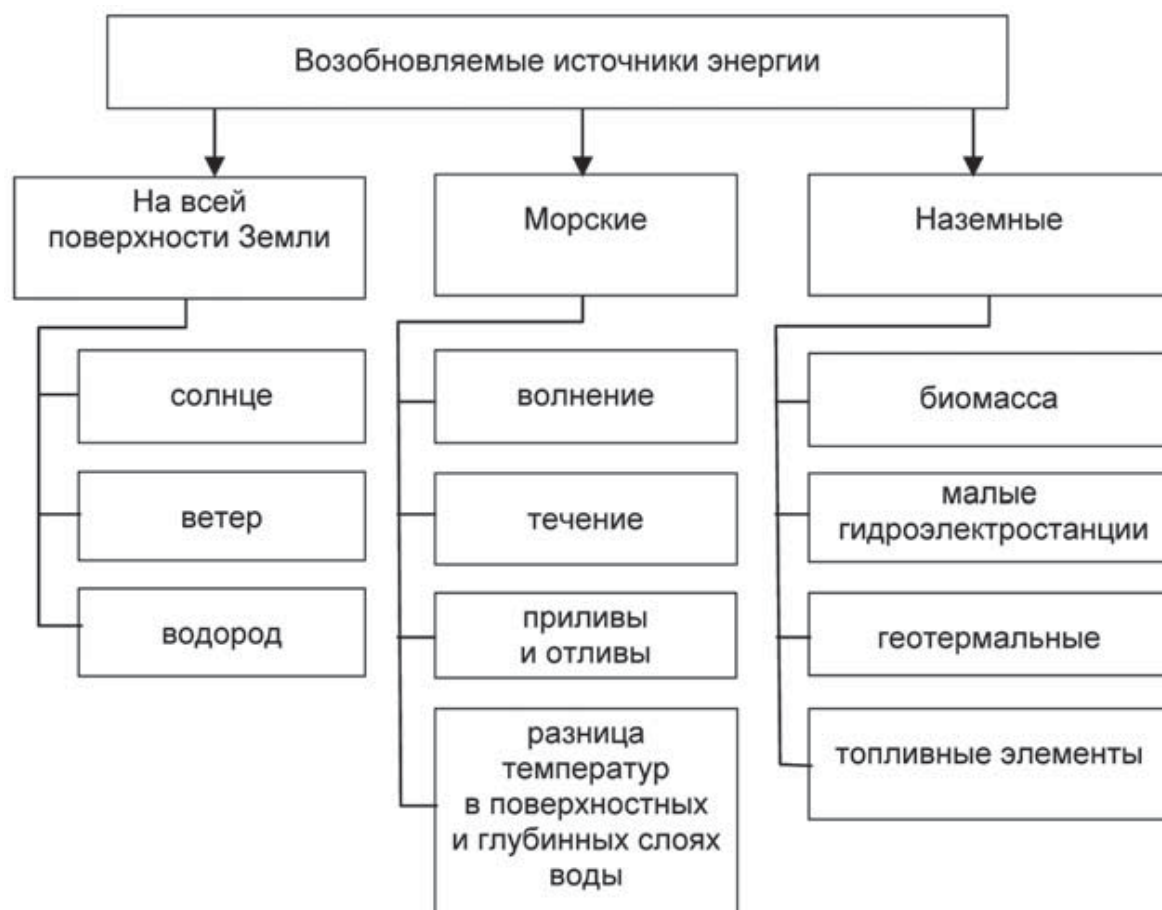 Возобновляемые источники энергии
На всей
поверхности Земли
солнце
ветер
водород
Морские
волнение
течение
приливы
и отливы
разница
температур
в поверхностных
и глубинных слоях
воды
Наземные
биомасса
малые
гидроэлектростанции
геотермальные
топливные элементы